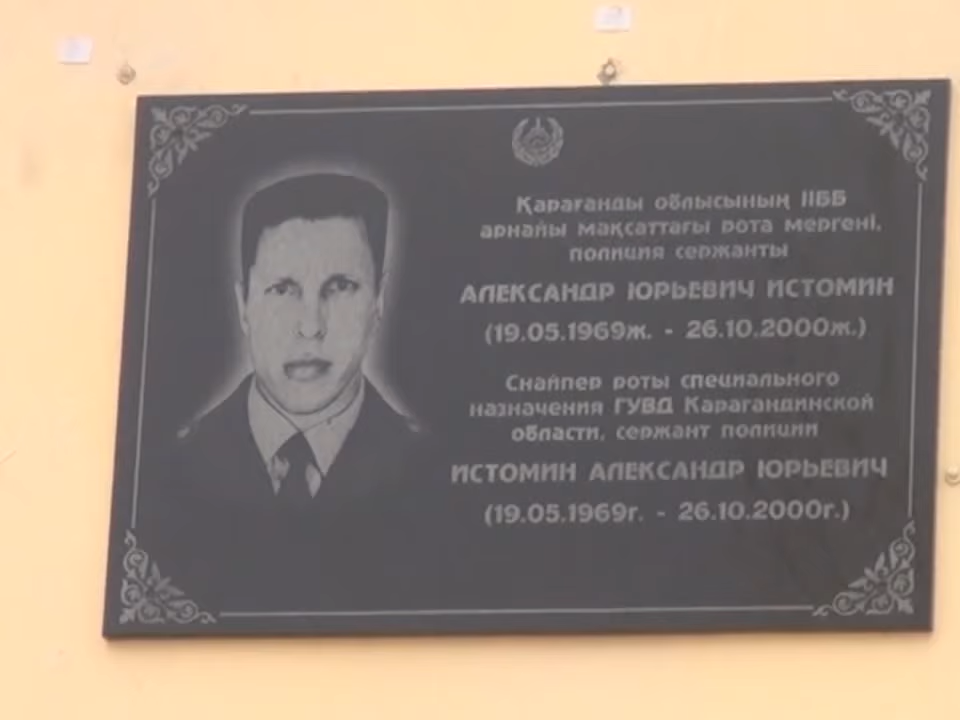 Қарағанды облысының ІІББ
арнайы мақсаттағы рота мергені,
полиция сержанты
АЛЕКСАНДР ЮРЬЕВИЧ ИСТОМИН
(19.05.1969ж. - 26.10.2000ж.)
Снайпер роты специального
назначения ГУВД Карагандинской
области, сержант полиции
ИСТОМИН АЛЕКСАНДР ЮРЬЕВИЧ
(19.05.1969г. - 26.10.2000г.)